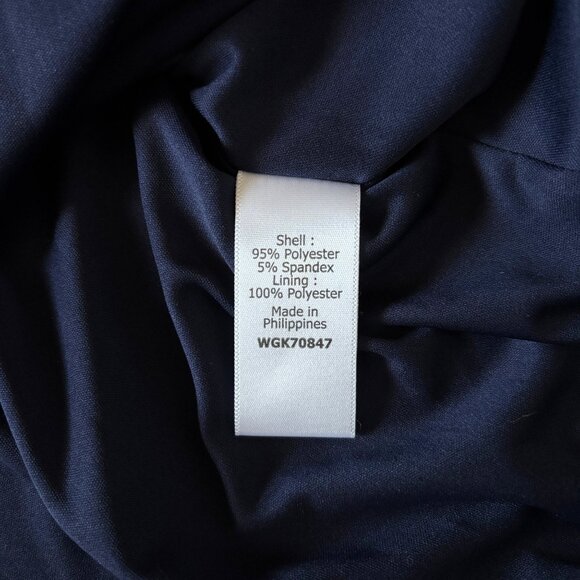 Shell :
95% Polyester
5% Spandex
Lining :
100% Polyester
Made in
Philippines
WGK70847